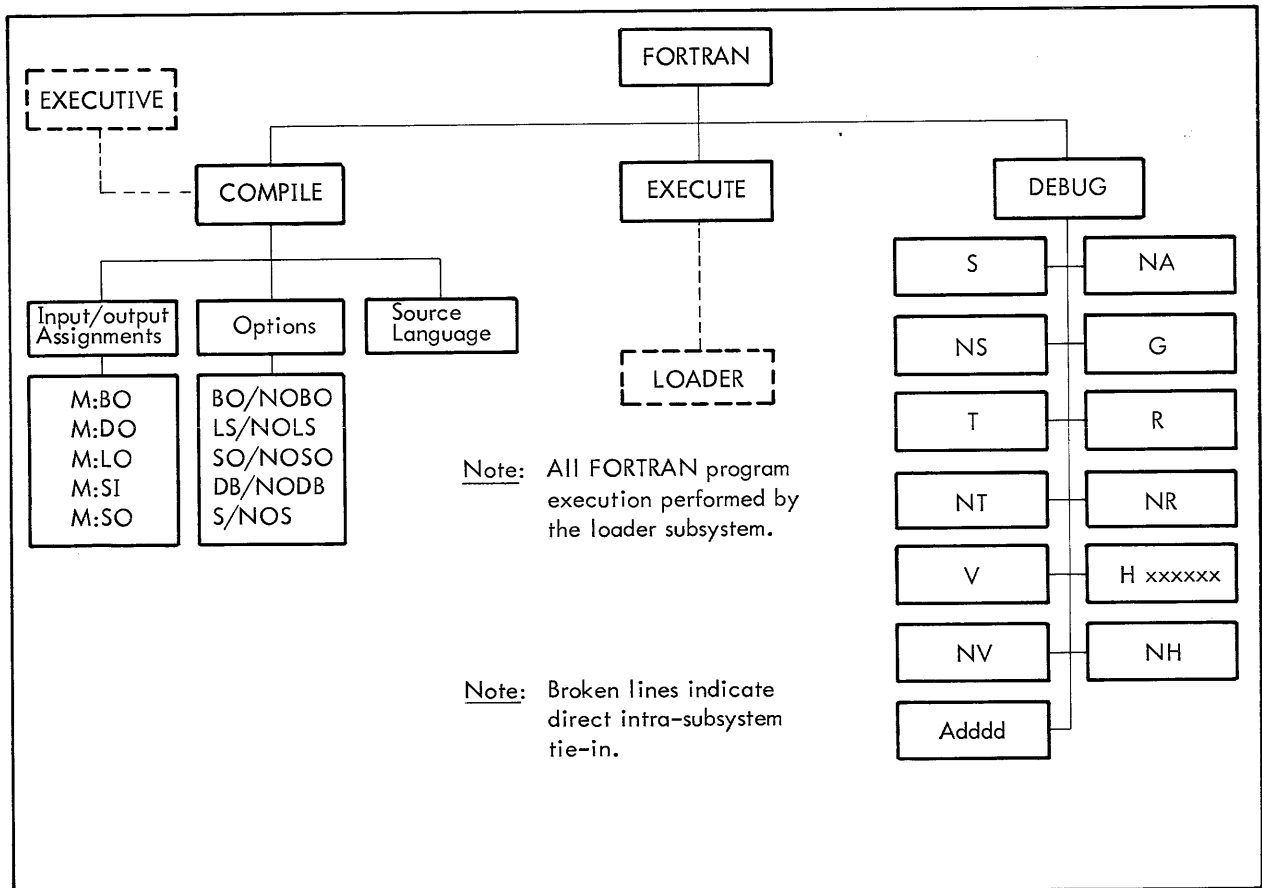 FORTRAN
EXECUTIVE
COMPILE
EXECUTE
DEBUG
Input/output
Assignments
Options
Source
Language
M:BO
M:DO
M:LO
M:SI
M:SO
BO/NOBO
LS/NOLS
SO/NOSO
DB/NODB
S/NOS
LOADER
Note: All FORTRAN program
execution performed by
the loader subsystem.
Note: Broken lines indicate
direct intra-subsystem
tie-in.
S
NA
NS
G
T
R
NT
NR
V
H xxxxxx
NV
NH
Adddd